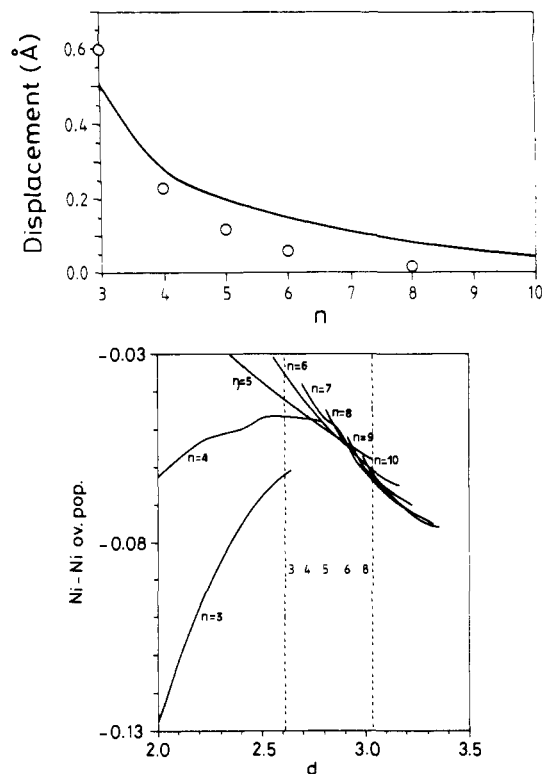 Displacement (Å)
0.6
0.4
0.2
0.0
3 4 5 6 7 8 9 10
n
Ni-Ni ov. pop.
-0.03
-0.08
-0.13
n=6
n=5
n=7
n=8
n=9
n=10
n=4
3 4 5 6 8
n=3
2.0 2.5 3.0 3.5
d